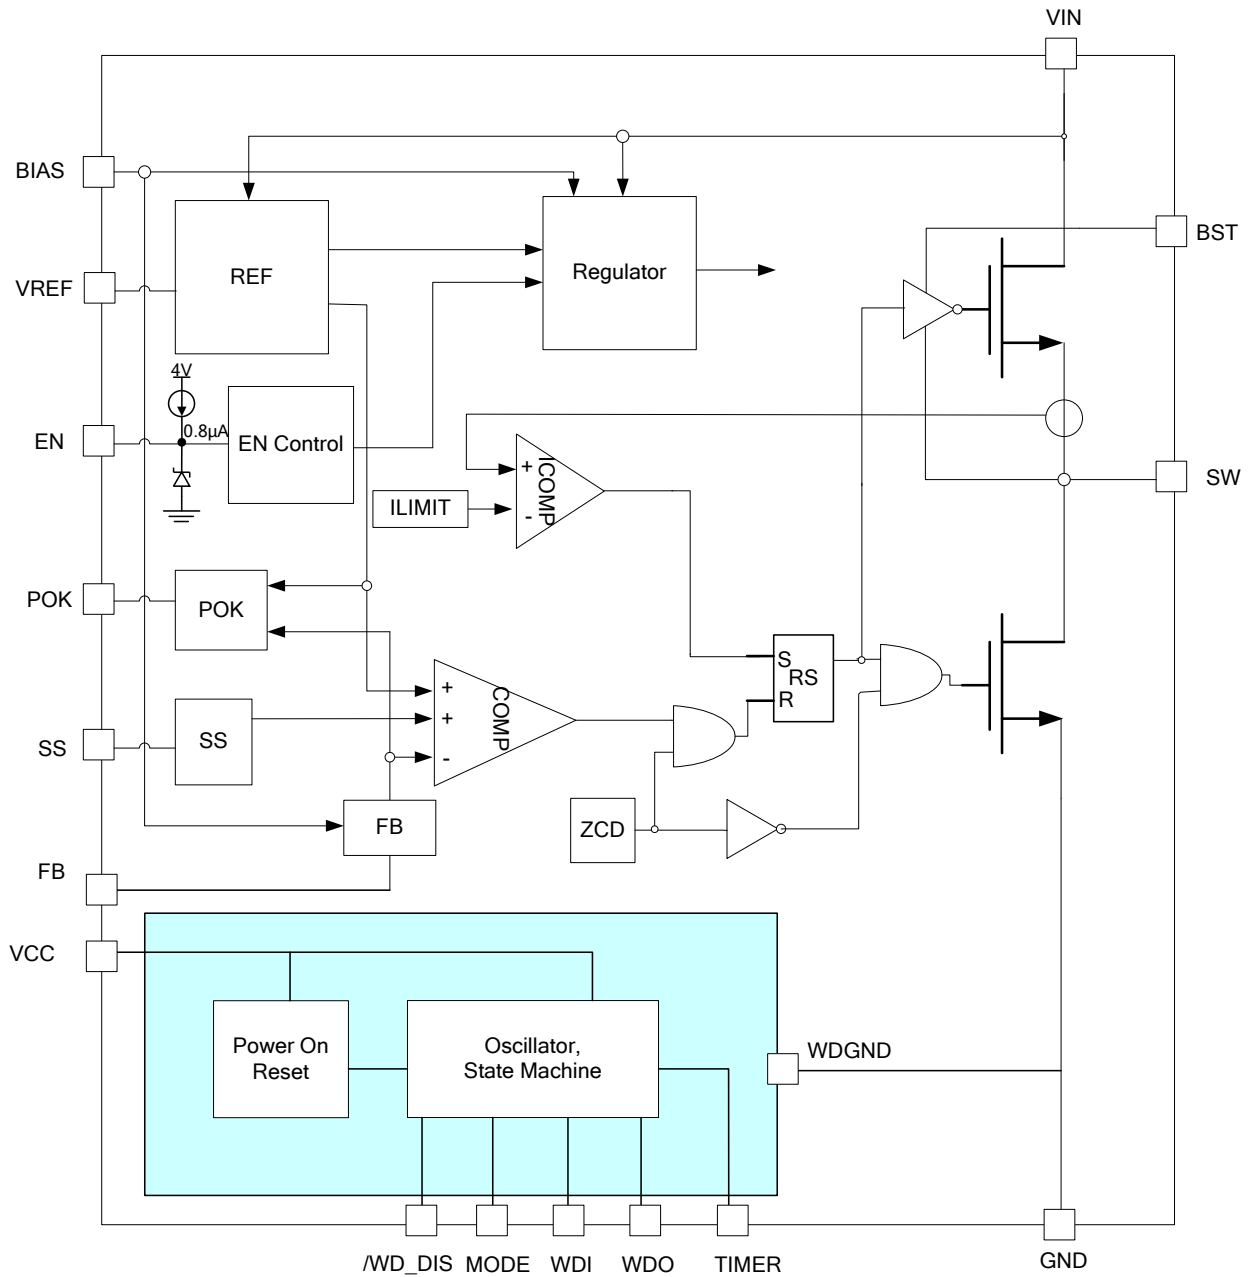 VIN
BIAS
BST
REF
Regulator
VREF
4V
0.8µA
EN
EN Control
+
ICOMP
-
ILIMIT
SW
POK
POK
S
RS
R
+
COMP
+
-
SS
SS
FB
ZCD
FB
VCC
Power On
Reset
Oscillator,
State Machine
WDGND
/WD_DIS
MODE
WDI
WDO
TIMER
GND